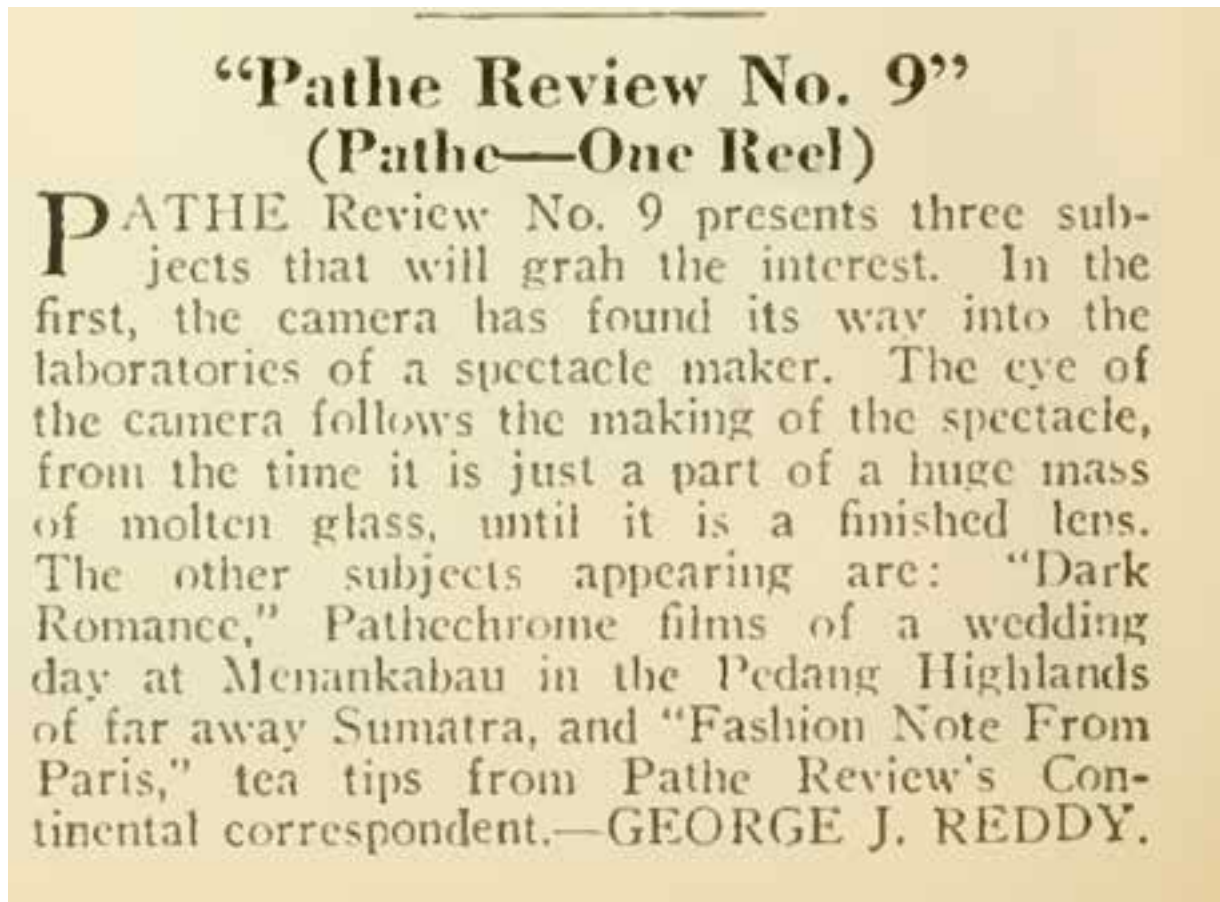 “Pathe Review No. 9”
(Pathe—One Reel)
PATHE Review No. 9 presents three sub-
jects that will grab the interest. In the
first, the camera has found its way into the
laboratories of a spectacle maker. The eye of
the camera follows the making of the spectacle,
from the time it is just a part of a huge mass
of molten glass, until it is a finished lens.
The other subjects appearing are: “Dark
Romance,” Pathechrome films of a wedding
day at Menankabau in the Pedang Highlands
of far away Sumatra, and “Fashion Note From
Paris,” tea tips from Pathe Review's Con-
tinental correspondent.—GEORGE J. REDDY.